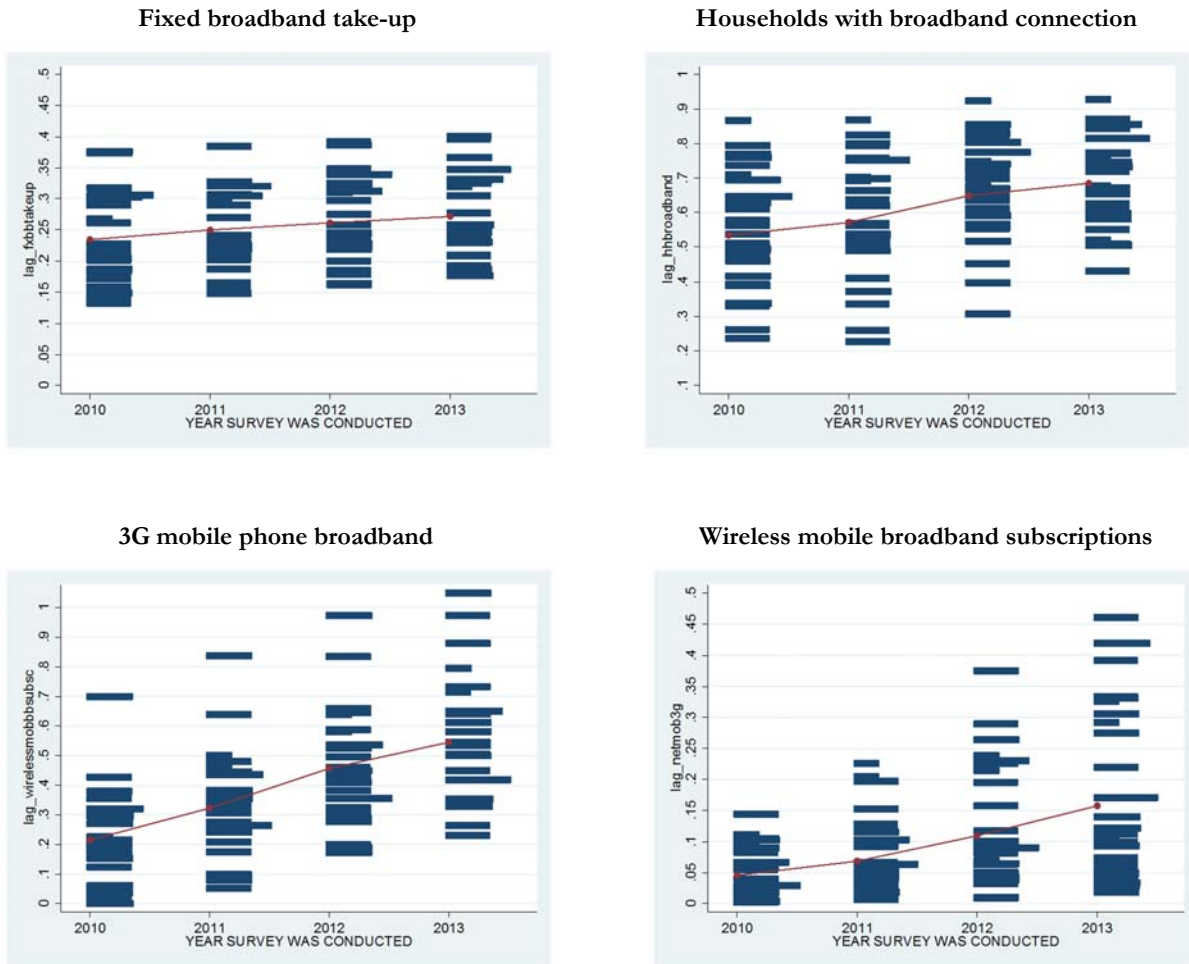 Fixed broadband take-up
lag_fxbbtakeup
.5
.45
.4
.35
.3
.25
.2
.15
.1
.05
0
2010 2011 2012 2013
YEAR SURVEY WAS CONDUCTED
Households with broadband connection
lag_hhbroadband
1
.9
.8
.7
.6
.5
.4
.3
.2
.1
2010 2011 2012 2013
YEAR SURVEY WAS CONDUCTED
3G mobile phone broadband
lag_wirelessmobbbsubsc
1
.9
.8
.7
.6
.5
.4
.3
.2
.1
0
2010 2011 2012 2013
YEAR SURVEY WAS CONDUCTED
Wireless mobile broadband subscriptions
lag_netmob3g
.5
.45
.4
.35
.3
.25
.2
.15
.1
.05
0
2010 2011 2012 2013
YEAR SURVEY WAS CONDUCTED